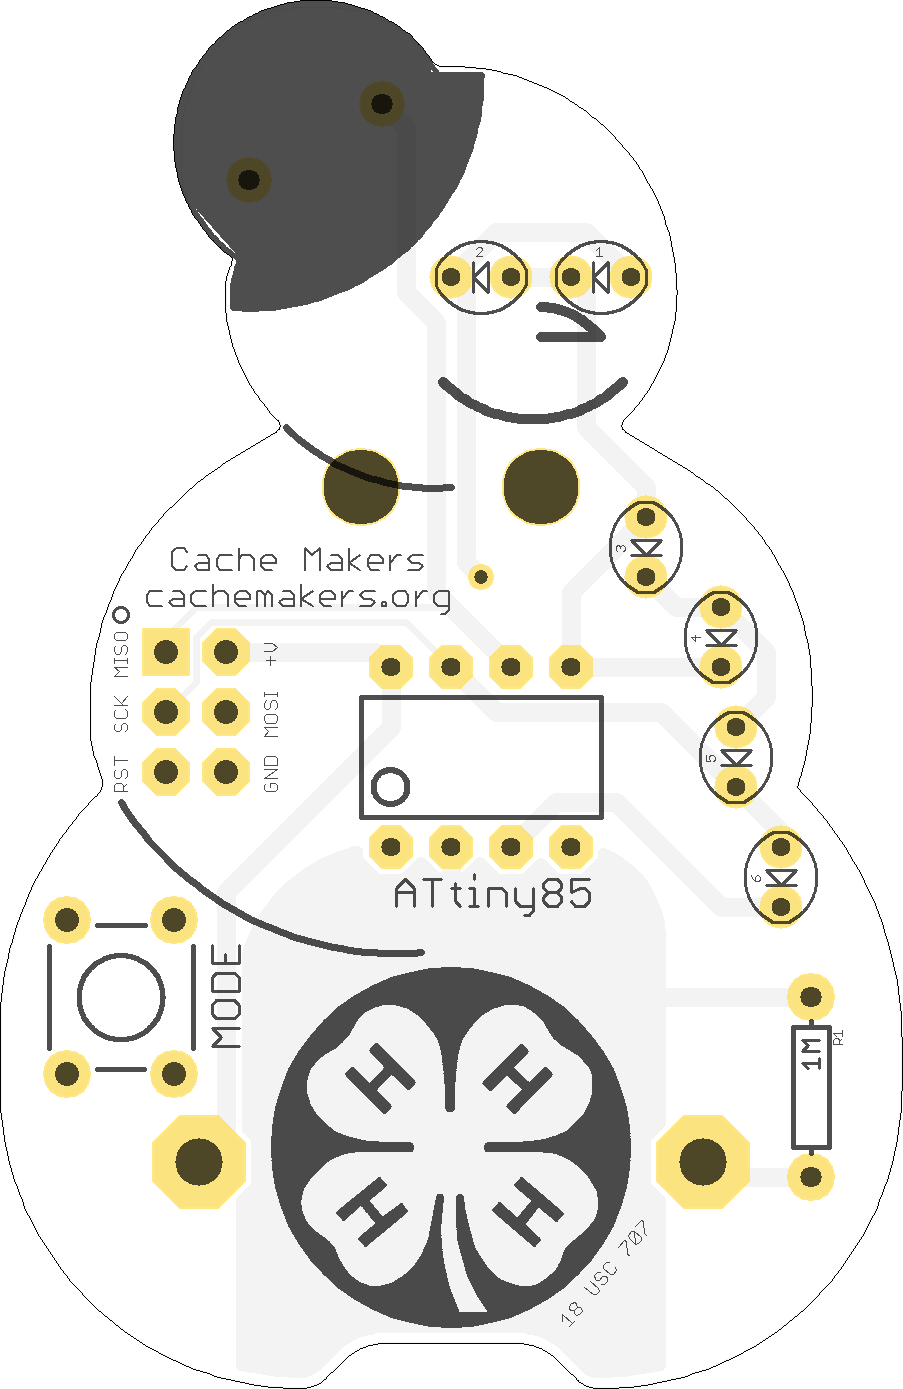 2
1
3
Cache Makers
cachemakers.org
4
MISO
+V
SCK
MOSI
5
RST
GND
6
ATtiny85
MODE
R1
1M
H
H
H
H
18 USC 707